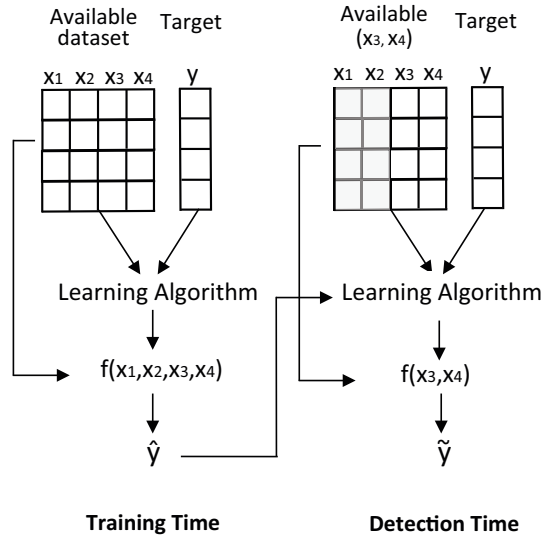 Available
dataset
Target
x1 x2 x3 x4
y
Learning Algorithm
f(x1,x2,x3,x4)
ŷ
Training Time
Available
(x3, x4)
Target
x1 x2 x3 x4
y
Learning Algorithm
f(x3,x4)
ỹ
Detection Time